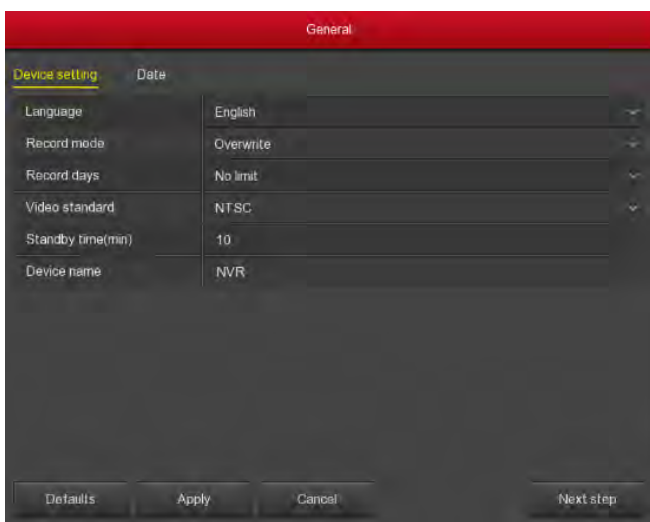 General
Device setting Date
Language English
Record mode Overwrite
Record days No limit
Video standard NTSC
Standby time(min) 10
Device name NVR
Defaults Apply Cancel Next step